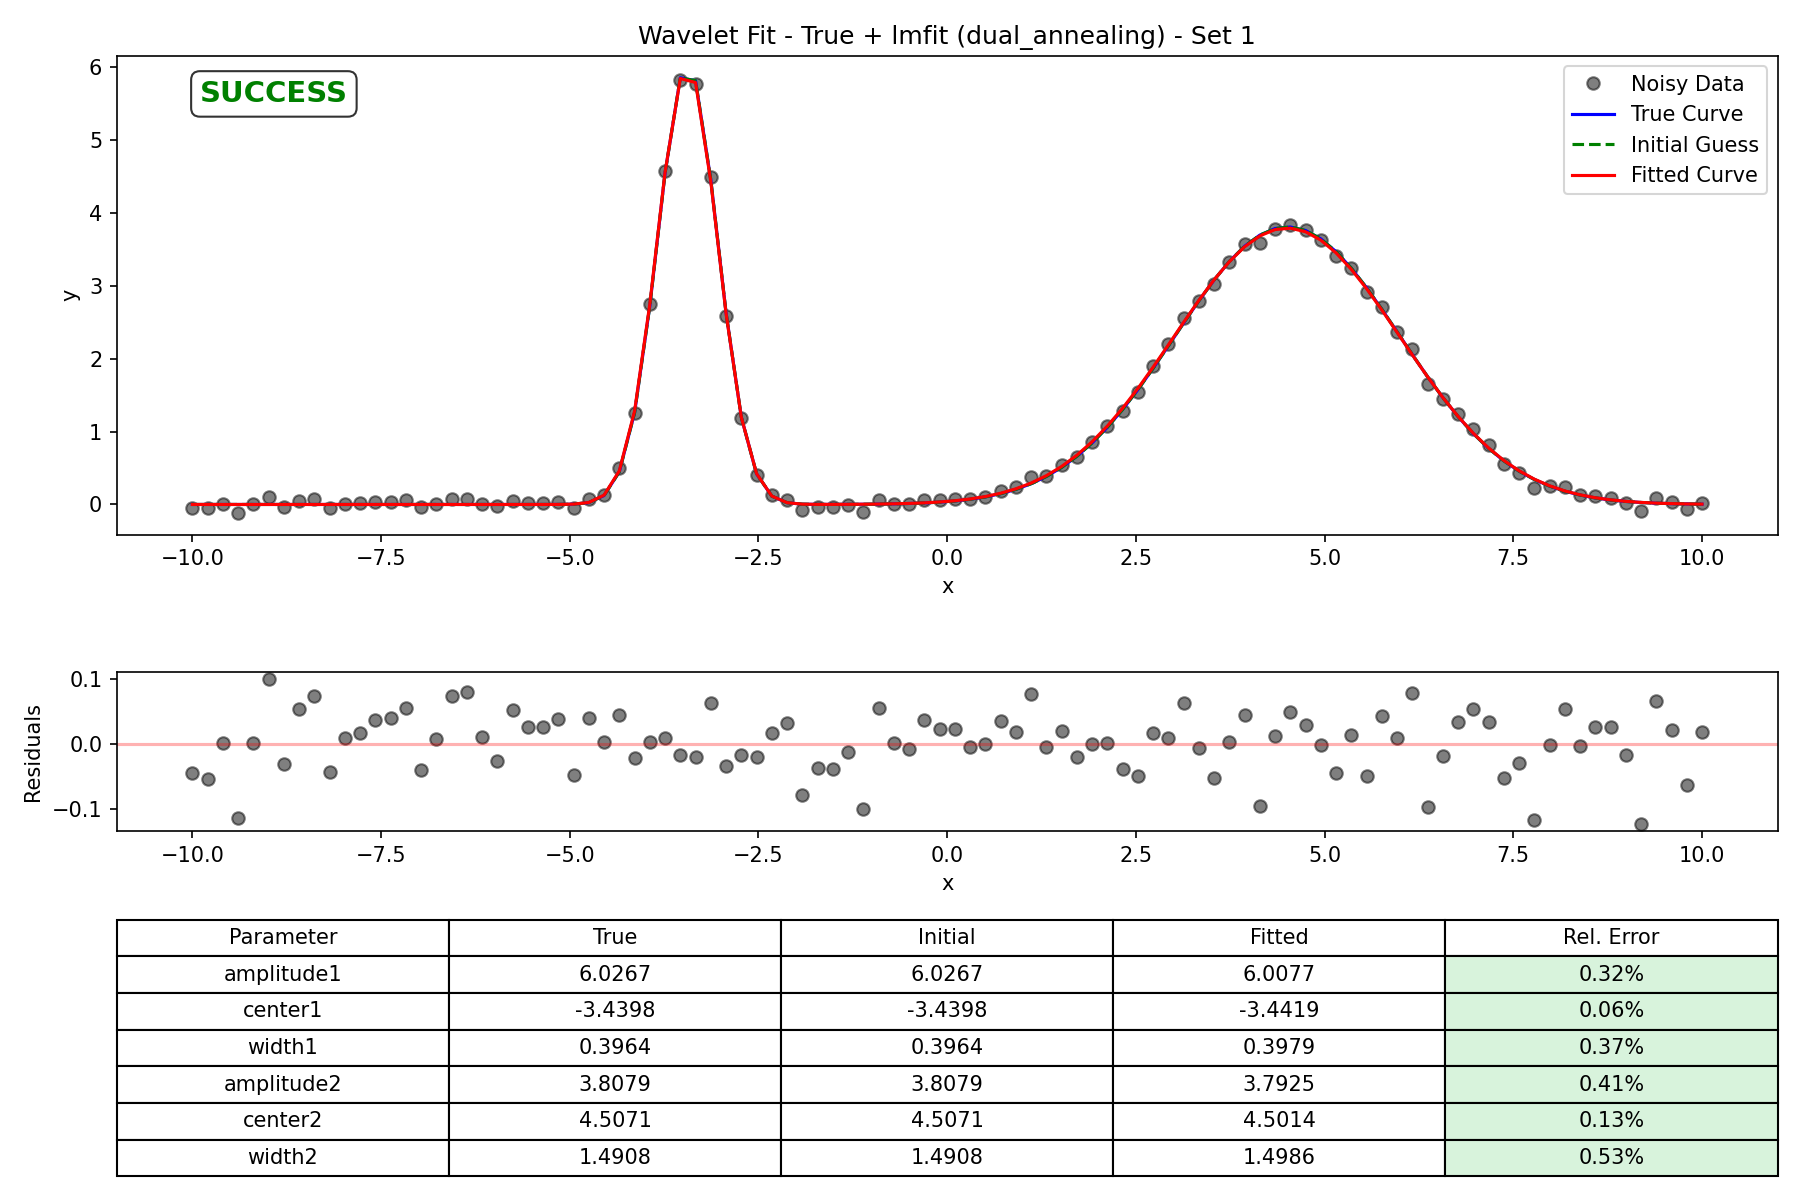 Wavelet Fit - True + lmfit (dual_annealing) - Set 1
SUCCESS
Noisy Data
True Curve
Initial Guess
Fitted Curve
6
5
4
3
2
1
0
y
−10.0 −7.5 −5.0 −2.5 0.0 2.5 5.0 7.5 10.0
x
0.1
0.0
−0.1
Residuals
−10.0 −7.5 −5.0 −2.5 0.0 2.5 5.0 7.5 10.0
x
Parameter True Initial Fitted Rel. Error
amplitude1 6.0267 6.0267 6.0077 0.32%
center1 -3.4398 -3.4398 -3.4419 0.06%
width1 0.3964 0.3964 0.3979 0.37%
amplitude2 3.8079 3.8079 3.7925 0.41%
center2 4.5071 4.5071 4.5014 0.13%
width2 1.4908 1.4908 1.4986 0.53%